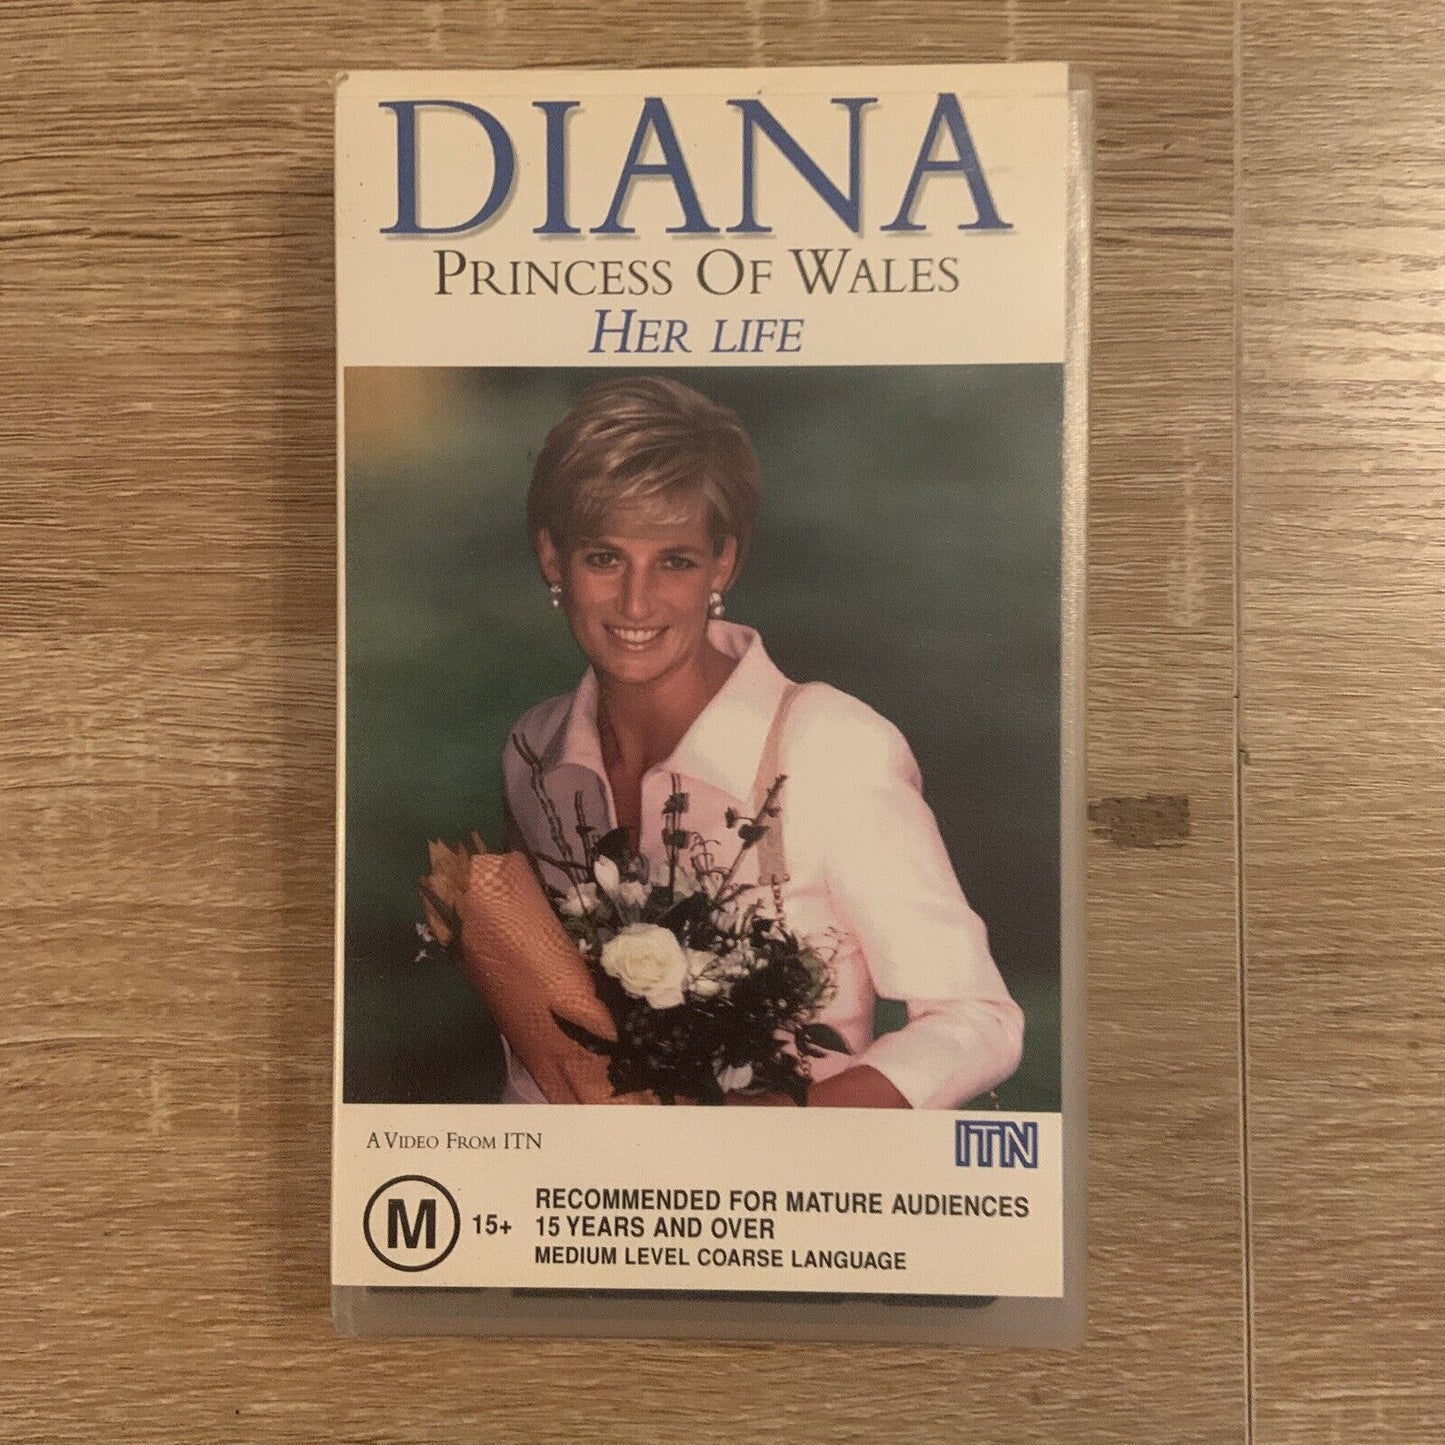 DIANA
PRINCESS OF WALES
HER LIFE
A VIDEO FROM ITN
ITN
M 15+
RECOMMENDED FOR MATURE AUDIENCES
15 YEARS AND OVER
MEDIUM LEVEL COARSE LANGUAGE